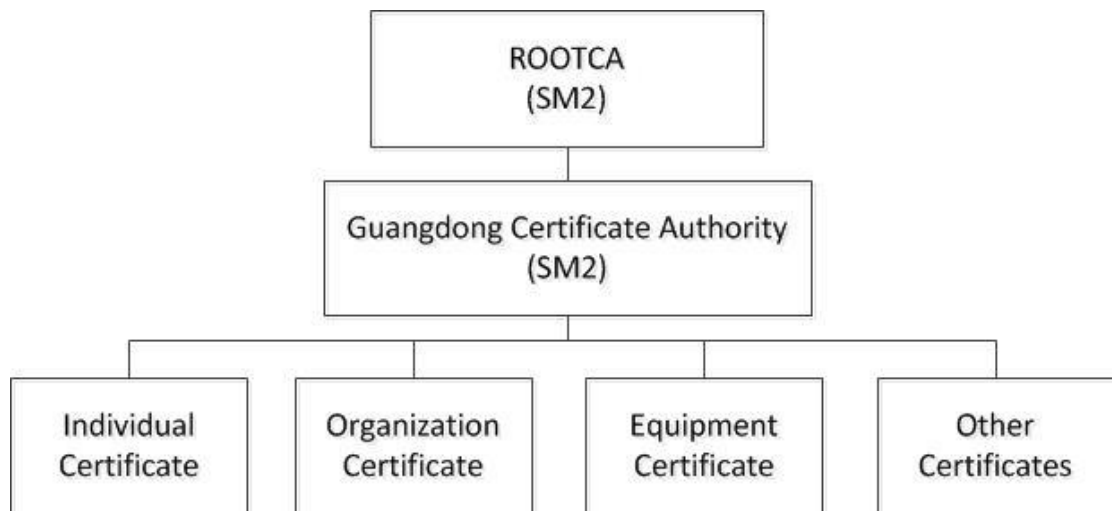 ROOTCA
(SM2)
Guangdong Certificate Authority
(SM2)
Individual
Certificate
Organization
Certificate
Equipment
Certificate
Other
Certificates